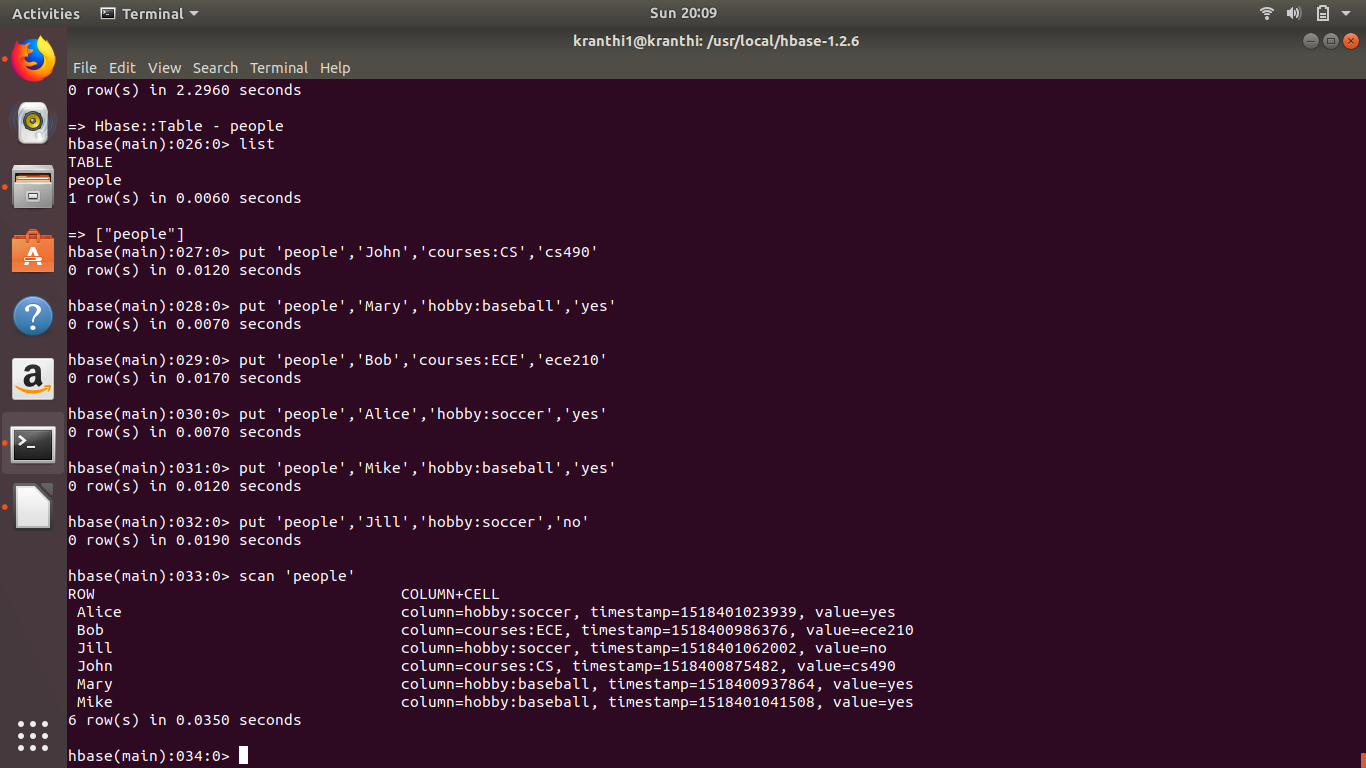 Activities Terminal Sun 20:09
kranthi1@kranthi: /usr/local/hbase-1.2.6
File Edit View Search Terminal Help
0 row(s) in 2.2960 seconds
=> Hbase::Table - people
hbase(main):026:0> list
TABLE
people
1 row(s) in 0.0060 seconds
=> ["people"]
hbase(main):027:0> put 'people','John','courses:CS','cs490'
0 row(s) in 0.0120 seconds
hbase(main):028:0> put 'people','Mary','hobby:baseball','yes'
0 row(s) in 0.0070 seconds
hbase(main):029:0> put 'people','Bob','courses:ECE','ece210'
0 row(s) in 0.0170 seconds
hbase(main):030:0> put 'people','Alice','hobby:soccer','yes'
0 row(s) in 0.0070 seconds
hbase(main):031:0> put 'people','Mike','hobby:baseball','yes'
0 row(s) in 0.0120 seconds
hbase(main):032:0> put 'people','Jill','hobby:soccer','no'
0 row(s) in 0.0190 seconds
hbase(main):033:0> scan 'people'
ROW COLUMN+CELL
Alice column=hobby:soccer, timestamp=1518401023939, value=yes
Bob column=courses:ECE, timestamp=1518400986376, value=ece210
Jill column=hobby:soccer, timestamp=1518401062002, value=no
John column=courses:CS, timestamp=1518400875482, value=cs490
Mary column=hobby:baseball, timestamp=1518400937864, value=yes
Mike column=hobby:baseball, timestamp=1518401041508, value=yes
6 row(s) in 0.0350 seconds
hbase(main):034:0>